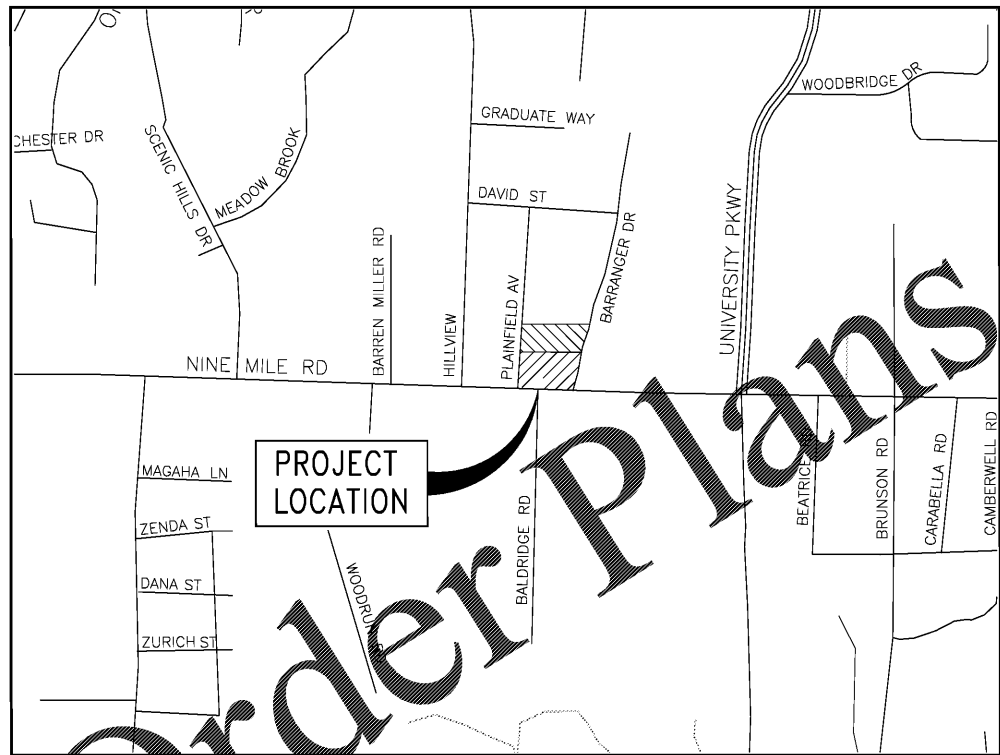 CHESTER DR
SCENIC HILLS DR
MEADOW BROOK
GRADUATE WAY
WOODBRIDGE DR
DAVID ST
BARRANGER DR
UNIVERSITY PKWY
BARREN MILLER RD
HILLVIEW
PLAINFIELD AV
NINE MILE RD
PROJECT
LOCATION
MAGAHA LN
ZENDA ST
DANA ST
ZURICH ST
BALDRIDGE RD
BRUNSON RD
CARABELLA RD
CAMBERWELL RD
BEATRICE
Order Plans